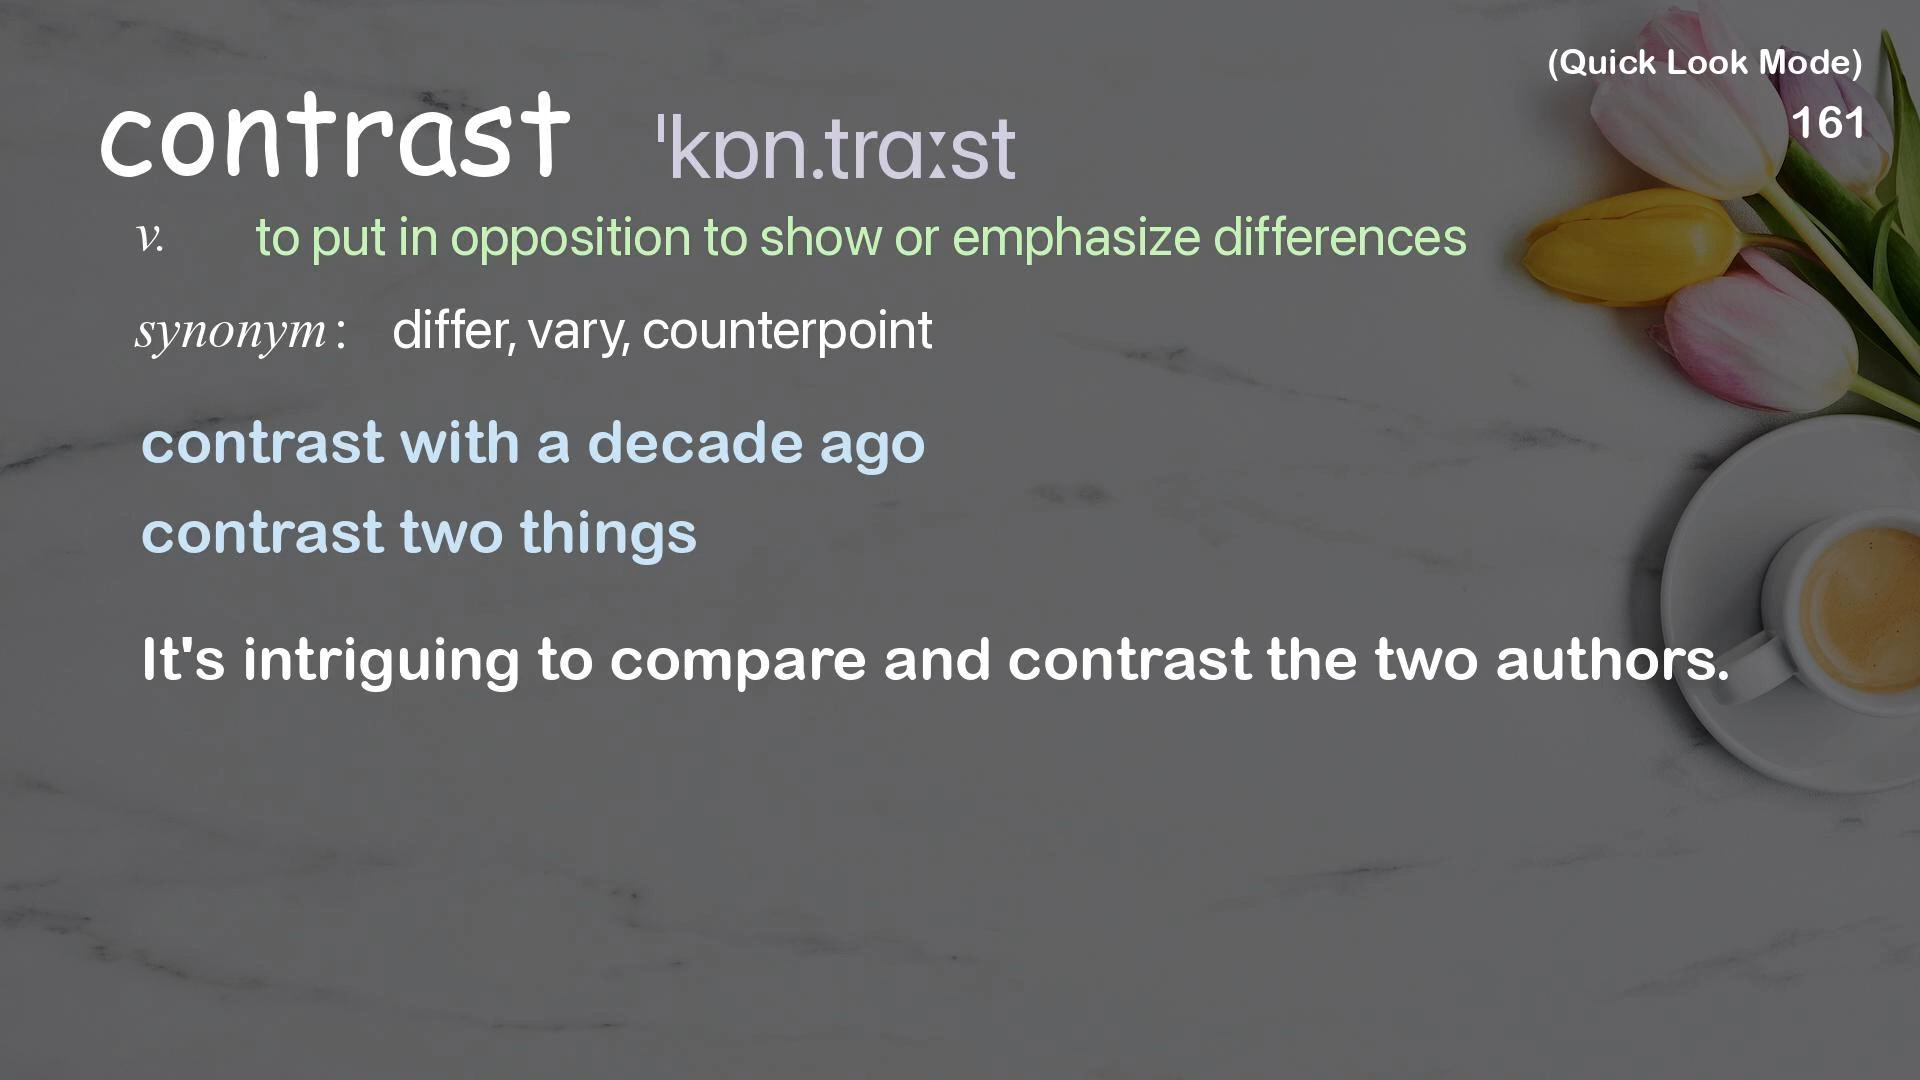 (Quick Look Mode)
161
contrast ˈkɒn.trɑːst
v. to put in opposition to show or emphasize differences
synonym: differ, vary, counterpoint
contrast with a decade ago
contrast two things
It's intriguing to compare and contrast the two authors.